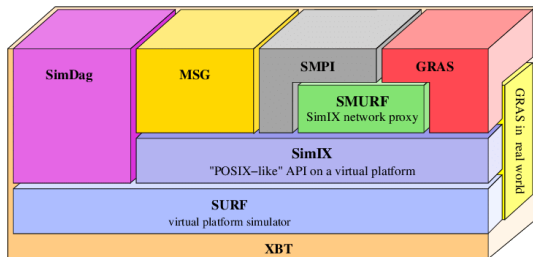 SimDag
MSG
SMPI
GRAS
SMURF
SimIX network proxy
SimIX
"POSIX−like" API on a virtual platform
SURF
virtual platform simulator
XBT
GRAS in
real world